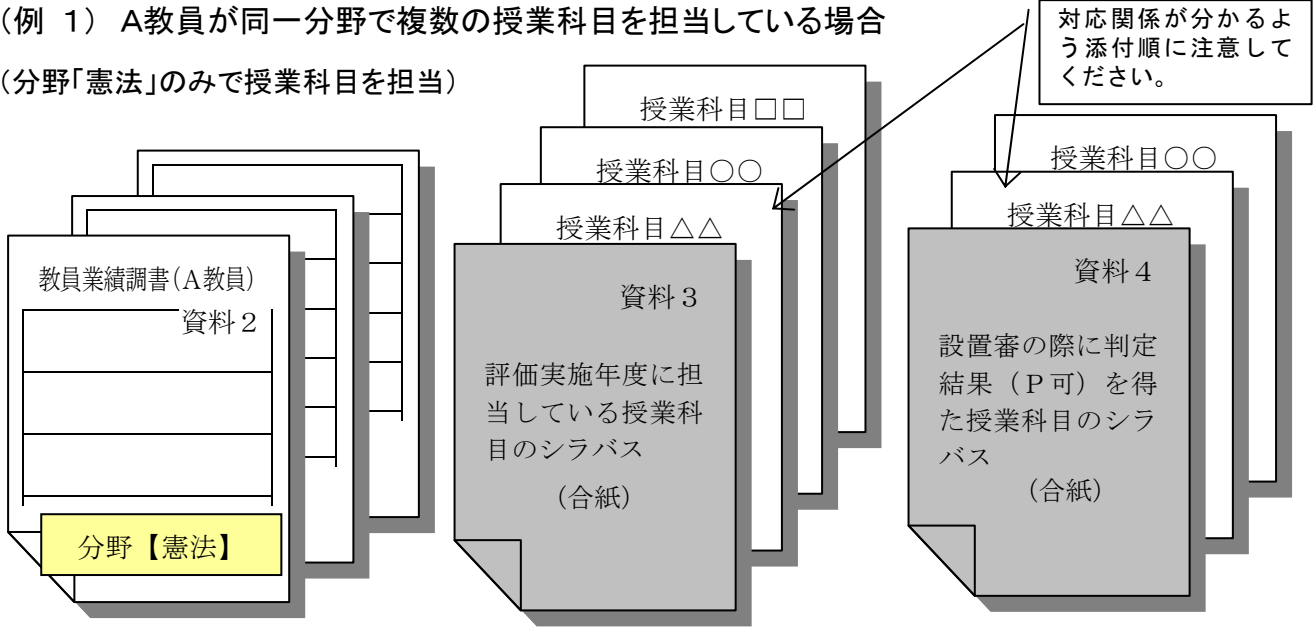 (例 1) A教員が同一分野で複数の授業科目を担当している場合
(分野「憲法」のみで授業科目を担当)
対応関係が分かるよ
う添付順に注意して
ください。
教員業績調書(A教員)
資料2
分野【憲法】
授業科目□□
授業科目○○
授業科目△△
資料3
評価実施年度に担
当している授業科
目のシラバス
(合紙)
授業科目○○
授業科目△△
資料4
設置審の際に判定
結果(P可)を得
た授業科目のシラ
バス
(合紙)